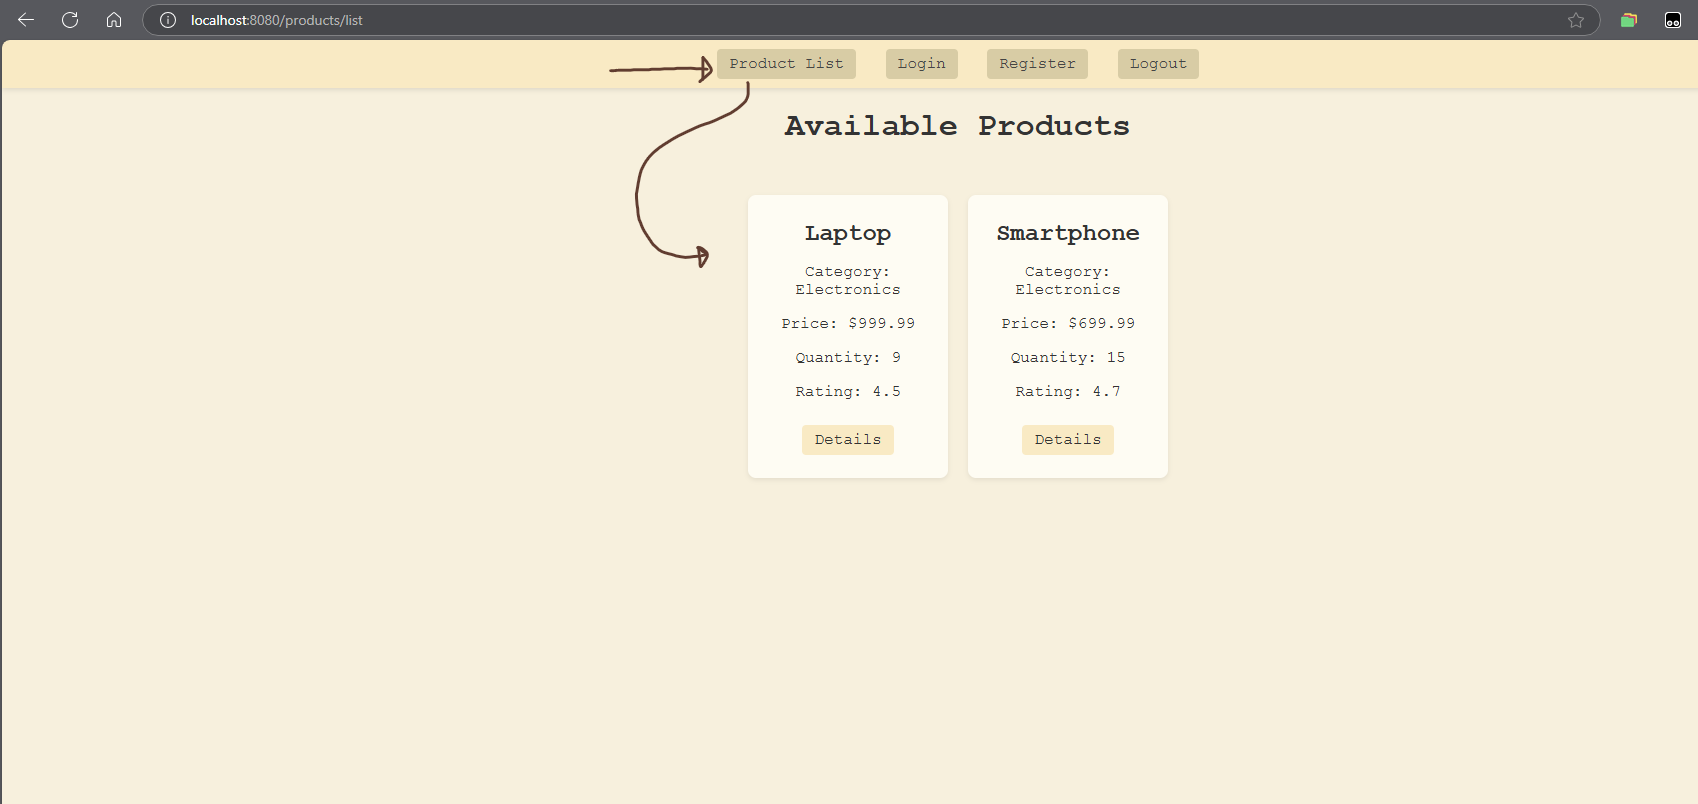 localhost:8080/products/list
Product List Login Register Logout
Available Products
Laptop
Category:
Electronics
Price: $999.99
Quantity: 9
Rating: 4.5
Details
Smartphone
Category:
Electronics
Price: $699.99
Quantity: 15
Rating: 4.7
Details